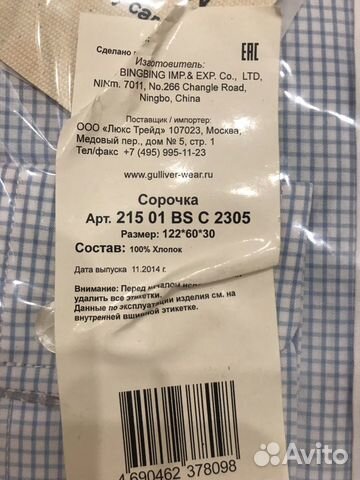 y car
EAC
Сделано
Изготовитель:
BINGBING IMP.& EXP. Co., LTD,
7011, No.266 Changle Road,
Ningbo, China
Поставщик / импортер:
ООО «Люкс Трейд» 107023, Москва,
Медовый пер., дом № 5, стр. 1
Тел/факс +7 (495) 995-11-23
www.gulliver-wear.ru
Сорочка
Арт. 215 01 BS C 2305
Размер: 122*60*30
Состав: 100% Хлопок
Дата выпуска 11.2014 г.
Внимание: Перед
удалить все этикетки.
Данные по эксплуатации изделия см. на
внутренней вшивной этикетке.
4 690462 378098
Avito